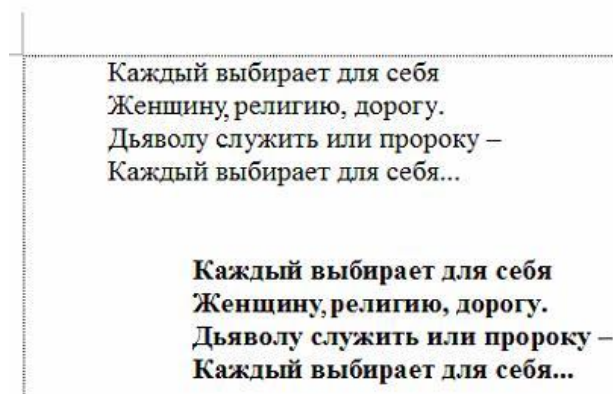 Каждый выбирает для себя
Женщину, религию, дорогу.
Дьяволу служить или пророку –
Каждый выбирает для себя...
Каждый выбирает для себя
Женщину, религию, дорогу.
Дьяволу служить или пророку –
Каждый выбирает для себя...